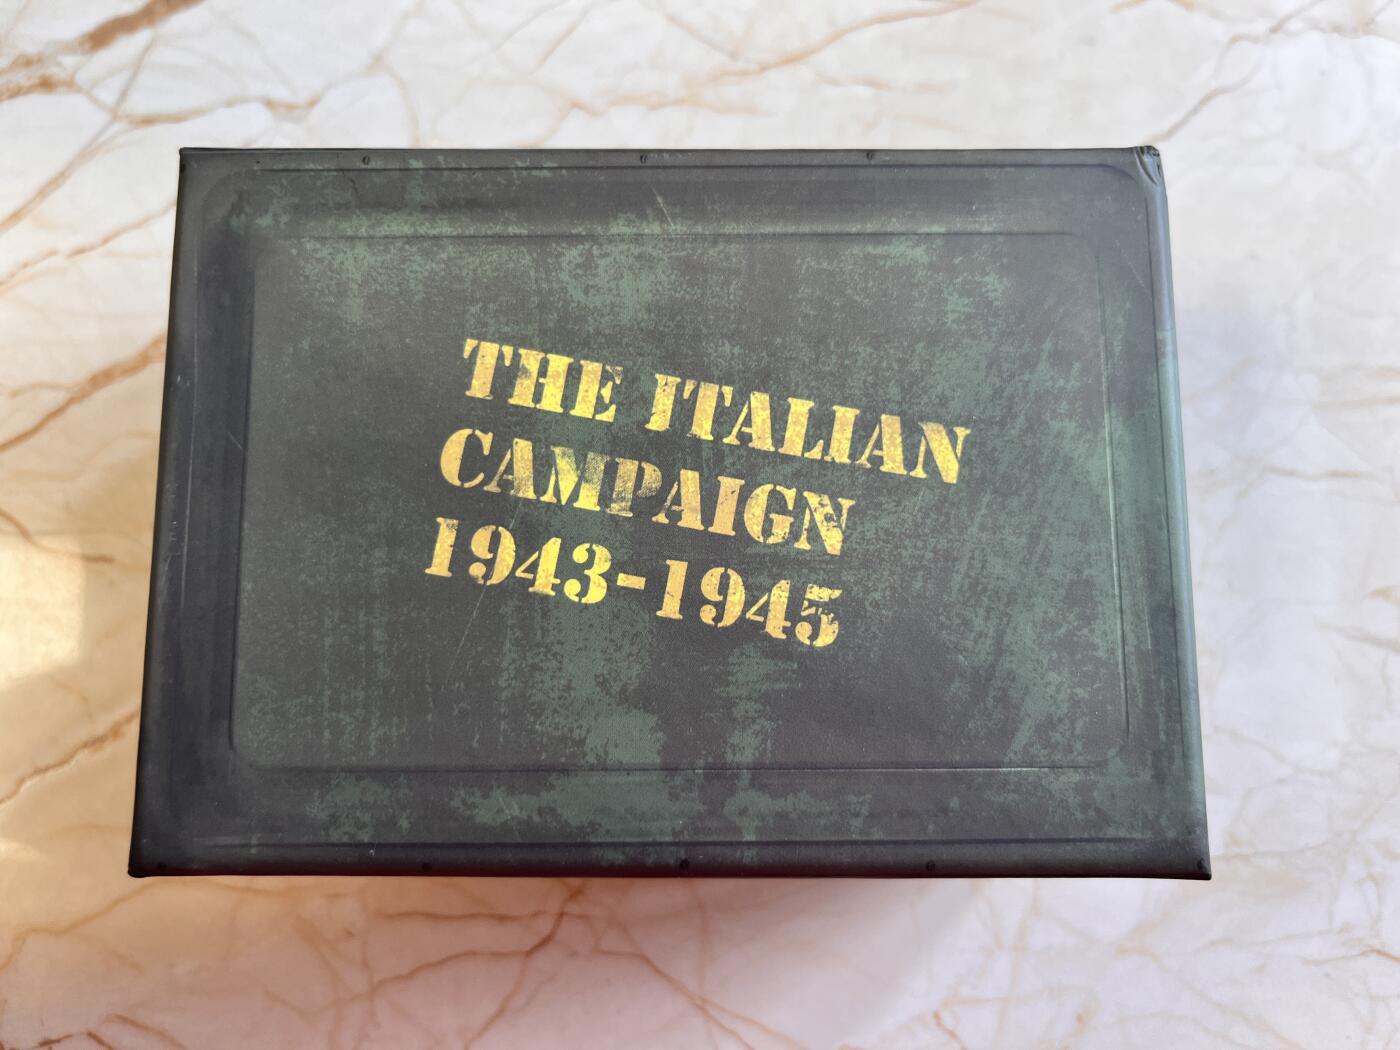 THE ITALIAN
CAMPAIGN
1943-1945